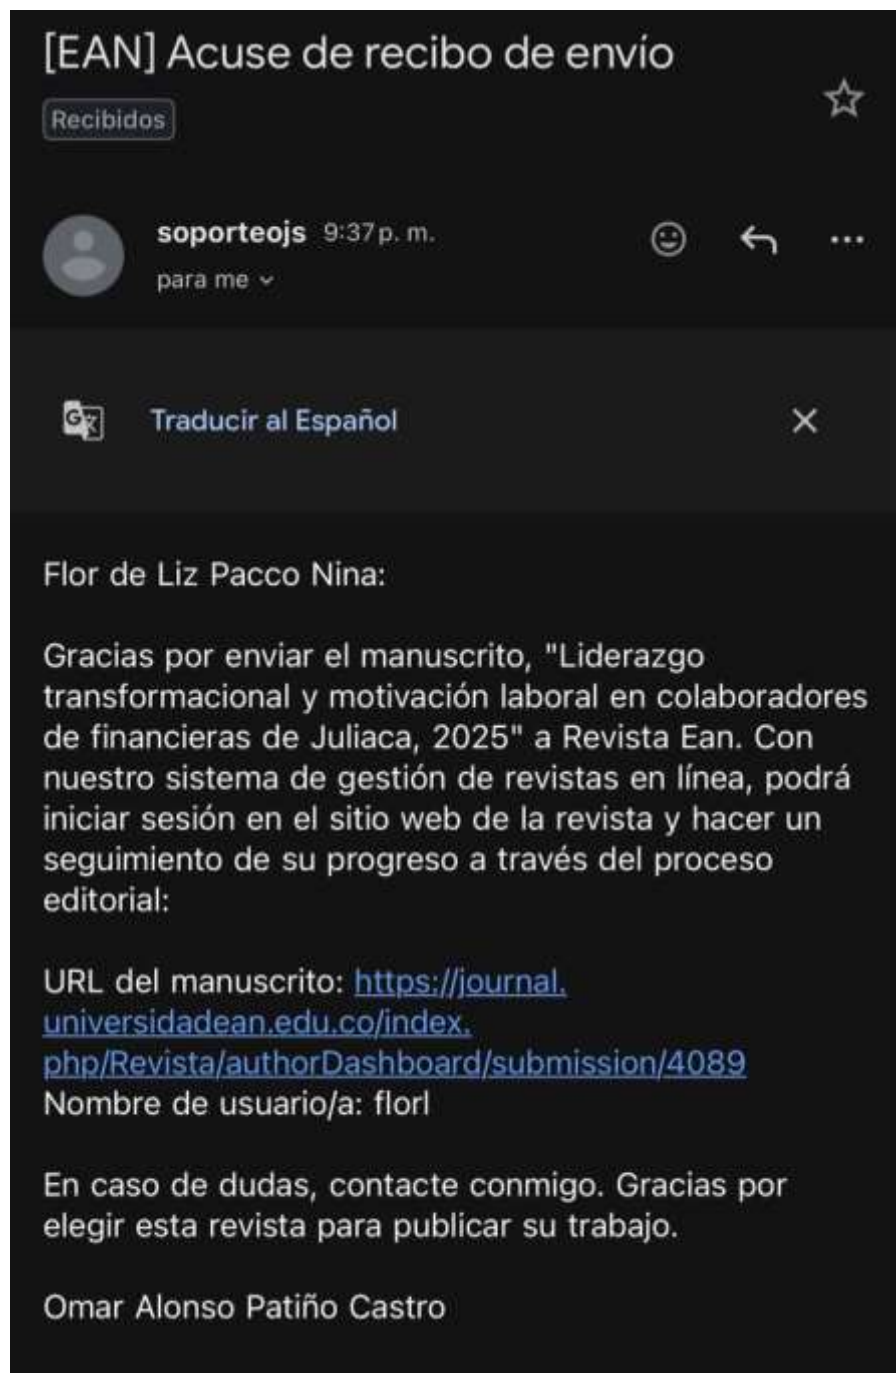 [EAN] Acuse de recibo de envío
Recibidos
soporteojs 9:37 p. m.
para me
Traducir al Español
Flor de Liz Pacco Nina:
Gracias por enviar el manuscrito, "Liderazgo
transformacional y motivación laboral en colaboradores
de financieras de Juliaca, 2025" a Revista Ean. Con
nuestro sistema de gestión de revistas en línea, podrá
iniciar sesión en el sitio web de la revista y hacer un
seguimiento de su progreso a través del proceso
editorial:
URL del manuscrito: https://journal.
universidadean.edu.co/index.
php/Revista/authorDashboard/submission/4089
Nombre de usuario/a: florl
En caso de dudas, contacte conmigo. Gracias por
elegir esta revista para publicar su trabajo.
Omar Alonso Patiño Castro